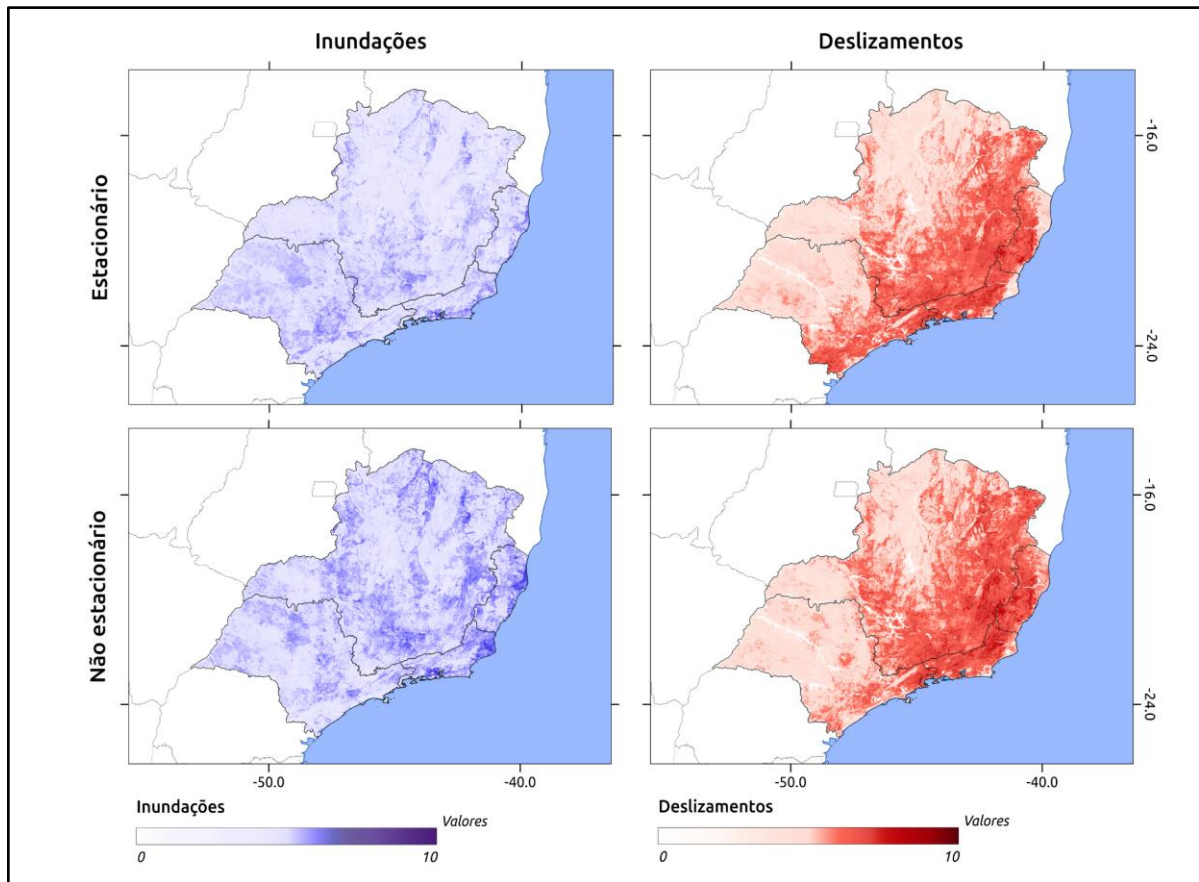 Inundações
Deslizamentos
Estacionário
-16.0
-24.0
Não estacionário
-16.0
-24.0
-50.0
-40.0
-50.0
-40.0
Inundações
Valores
0
10
Deslizamentos
Valores
0
10